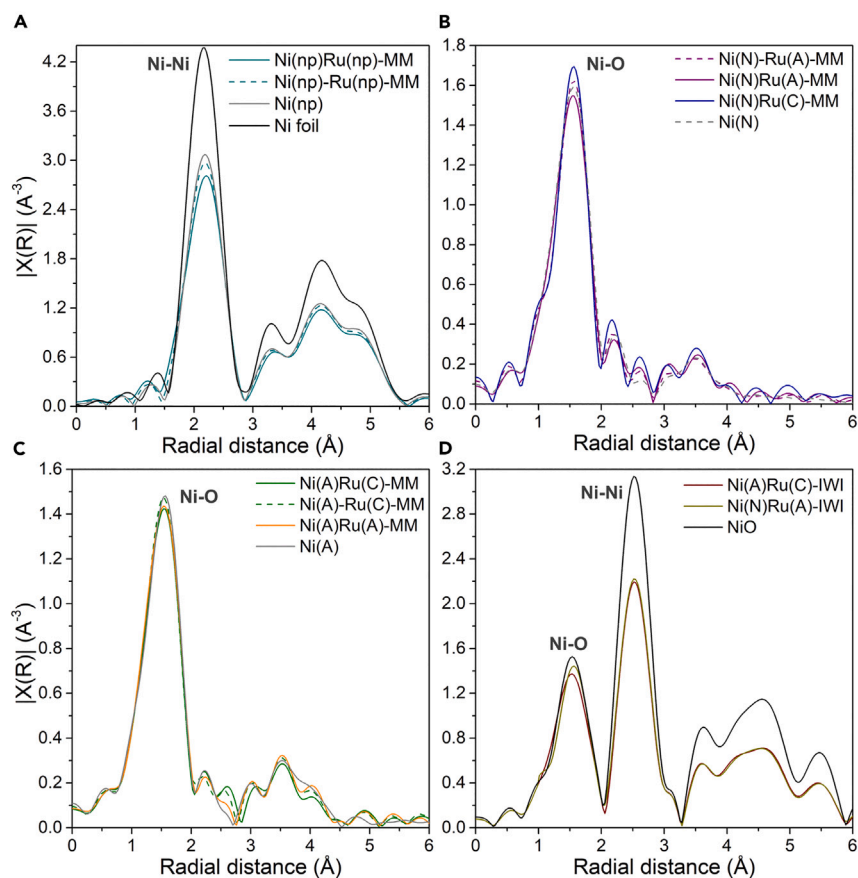 A
Ni-Ni
Ni(np)Ru(np)-MM
Ni(np)-Ru(np)-MM
Ni(np)
Ni foil
|X(R)| (A⁻³)
4.2
3.6
3.0
2.4
1.8
1.2
0.6
0.0
0 1 2 3 4 5 6
Radial distance (Å)
B
Ni-O
Ni(N)-Ru(A)-MM
Ni(N)Ru(A)-MM
Ni(N)Ru(C)-MM
Ni(N)
1.8
1.6
1.4
1.2
1.0
0.8
0.6
0.4
0.2
0.0
0 1 2 3 4 5 6
Radial distance (Å)
C
Ni-O
Ni(A)Ru(C)-MM
Ni(A)-Ru(C)-MM
Ni(A)Ru(A)-MM
Ni(A)
|X(R)| (A⁻³)
1.6
1.4
1.2
1.0
0.8
0.6
0.4
0.2
0.0
0 1 2 3 4 5 6
Radial distance (Å)
D
Ni-Ni
Ni-O
Ni(A)Ru(C)-IWI
Ni(N)Ru(A)-IWI
NiO
3.2
2.8
2.4
2.0
1.6
1.2
0.8
0.4
0.0
0 1 2 3 4 5 6
Radial distance (Å)